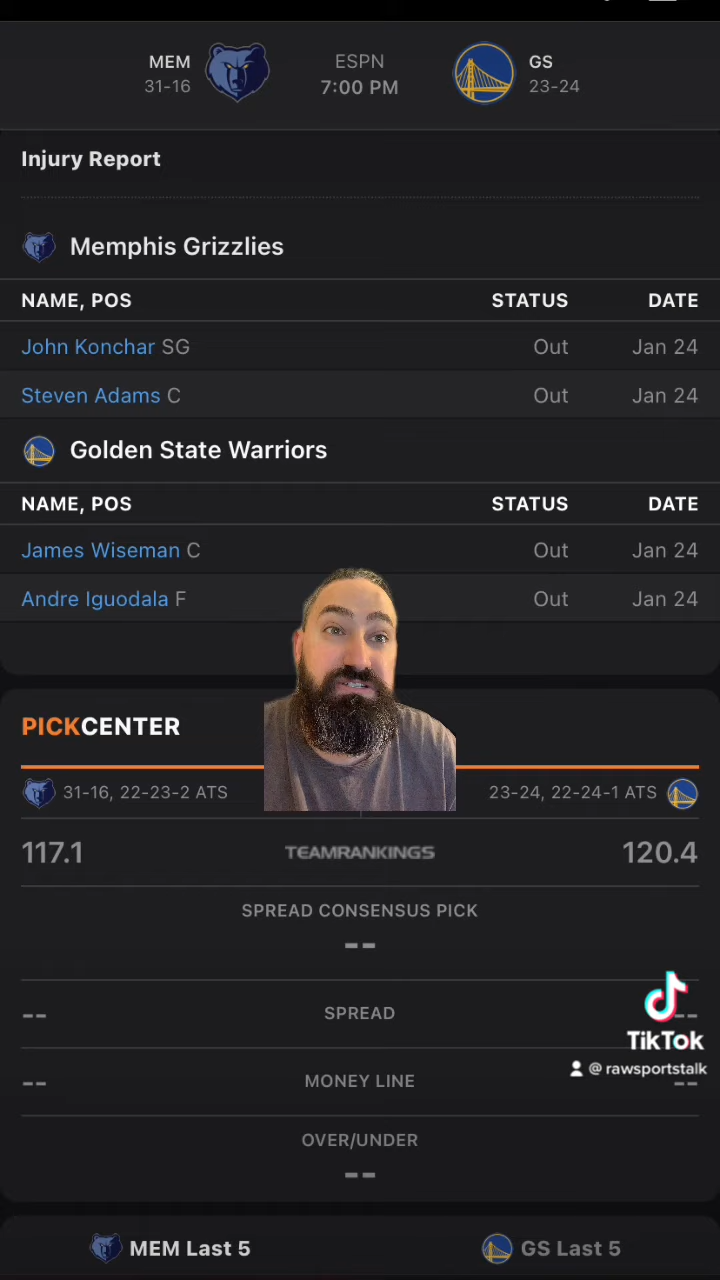 MEM
31-16
ESPN
7:00 PM
GS
23-24
Injury Report
Memphis Grizzlies
NAME, POS STATUS DATE
John Konchar SG Out Jan 24
Steven Adams C Out Jan 24
Golden State Warriors
NAME, POS STATUS DATE
James Wiseman C Out Jan 24
Andre Iguodala F Out Jan 24
PICKCENTER
31-16, 22-23-2 ATS 23-24, 22-24-1 ATS
117.1 TEAMRANKINGS 120.4
SPREAD CONSENSUS PICK
--
-- SPREAD --
-- MONEY LINE --
OVER/UNDER
--
TikTok
@rawsportstalk
MEM Last 5 GS Last 5